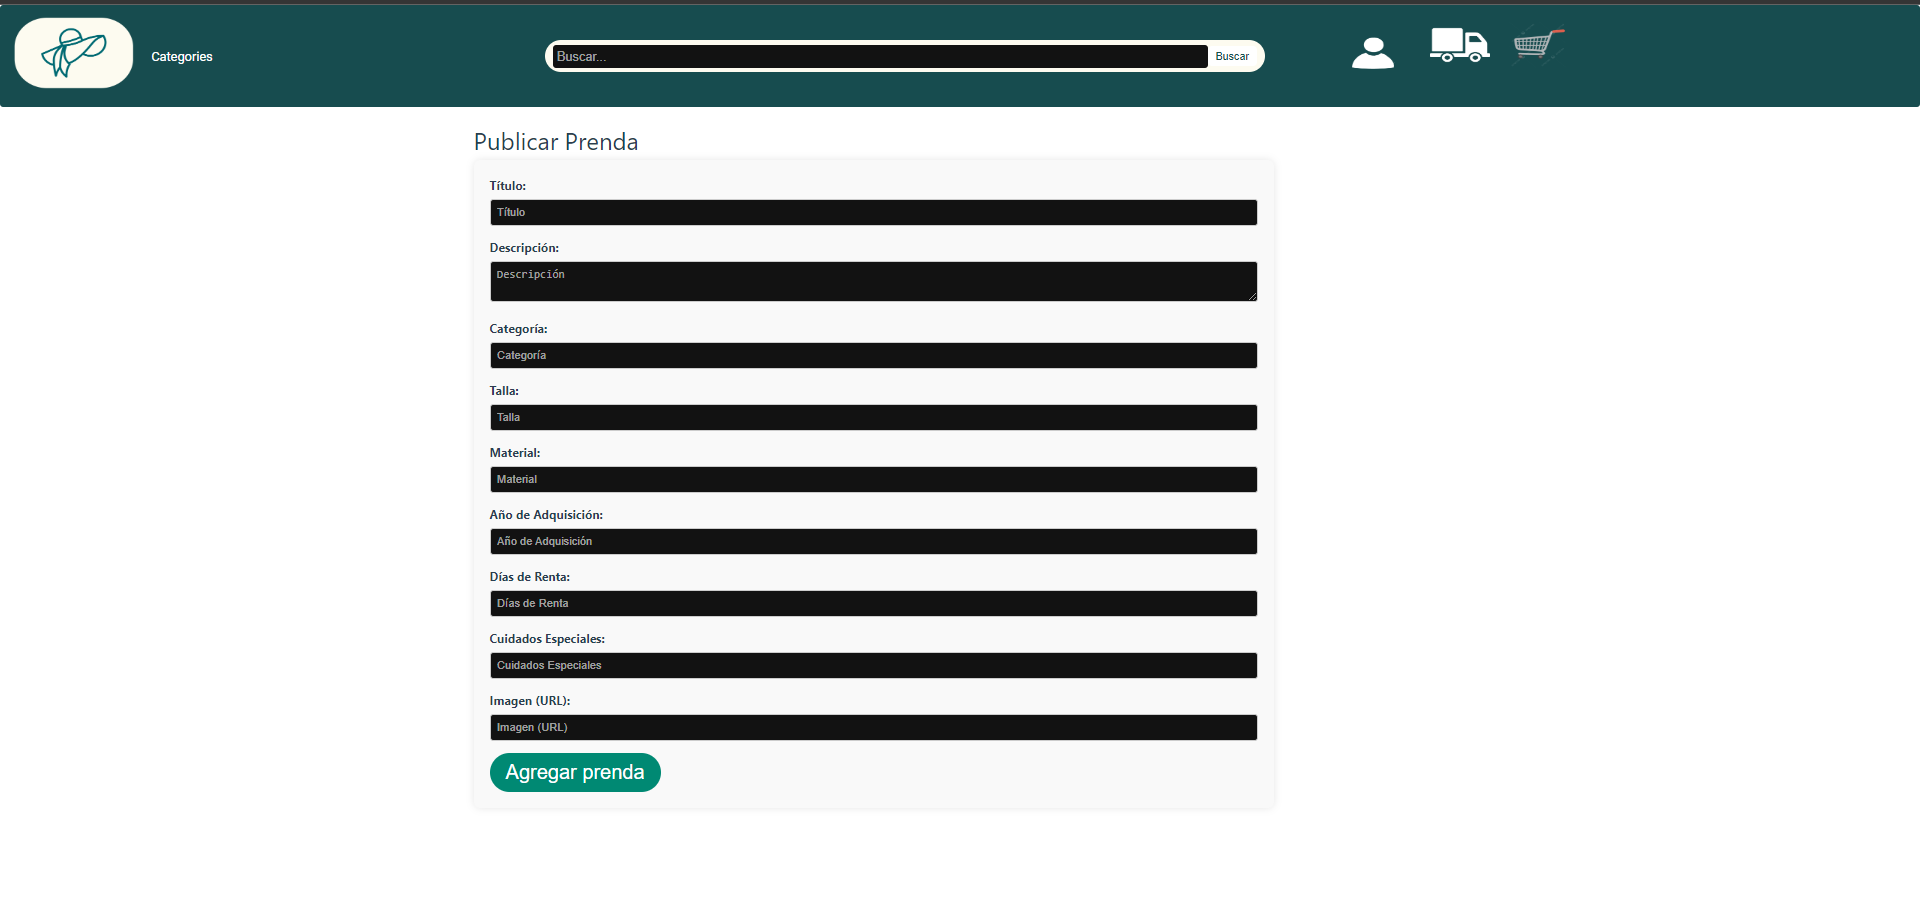 Categories
Buscar...
Buscar
Publicar Prenda
Título:
Título
Descripción:
Descripción
Categoría:
Categoría
Talla:
Talla
Material:
Material
Año de Adquisición:
Año de Adquisición
Días de Renta:
Días de Renta
Cuidados Especiales:
Cuidados Especiales
Imagen (URL):
Imagen (URL)
Agregar prenda